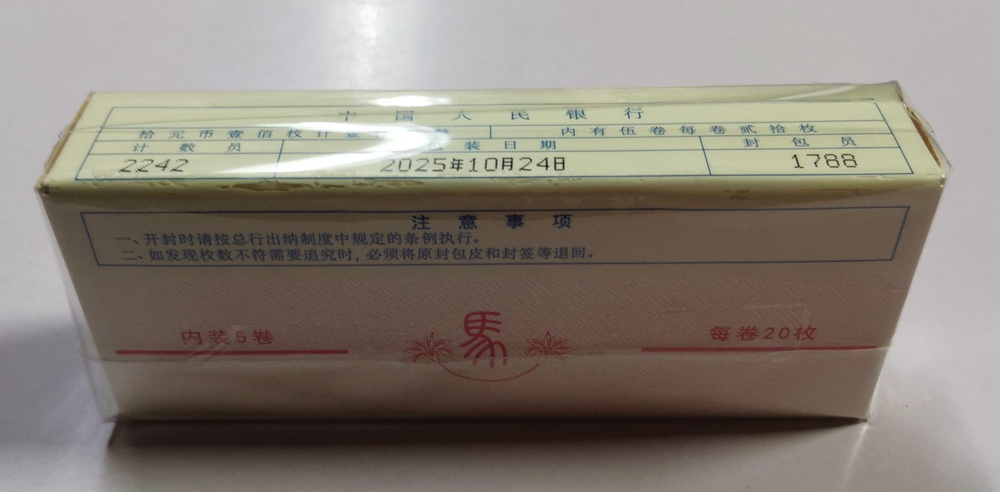 中国人民银行
拾元币壹佰枚计壹 内有伍卷每卷贰拾枚
计数员 包装日期 封包员
2242 2025年10月24日 1788
注意事项
一、开封时请按总行出纳制度中规定的条例执行。
二、如发现枚数不符需要追究时，必须将原封包皮和封签等退回。
内装5卷 馬 每卷20枚